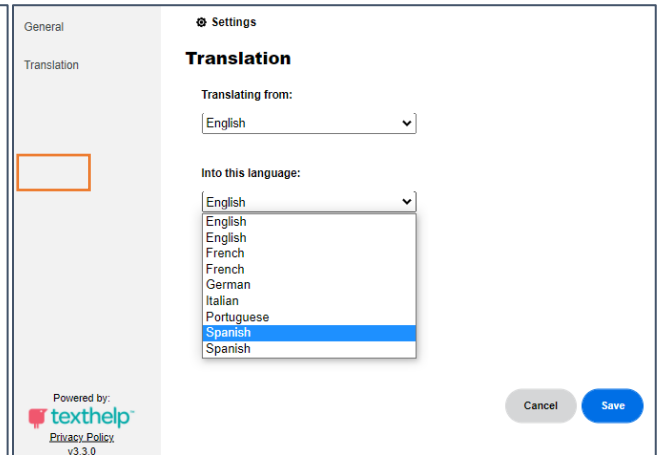 General
Translation
Powered by:
texthelp
Privacy Policy
v3.3.0
Settings
Translation
Translating from:
English
Into this language:
English
English
English
French
French
German
Italian
Portuguese
Spanish
Spanish
Cancel
Save